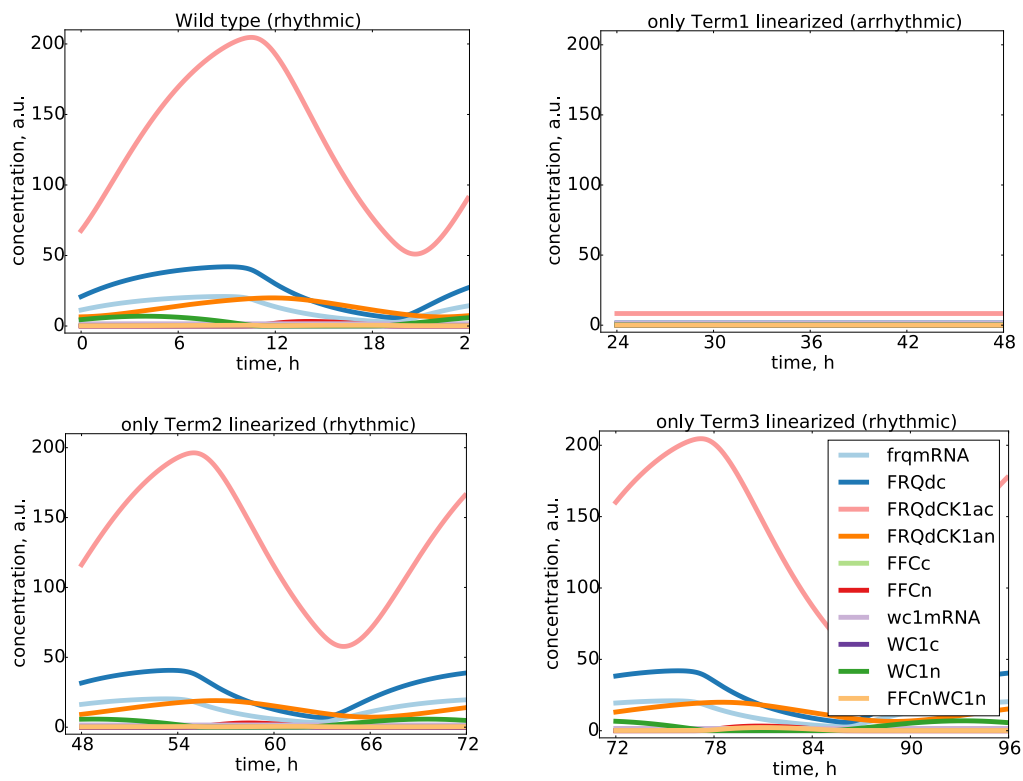 Wild type (rhythmic)
concentration, a.u.
200
150
100
50
0
0 6 12 18 2
time, h
only Term1 linearized (arrhythmic)
concentration, a.u.
200
150
100
50
0
24 30 36 42 48
time, h
only Term2 linearized (rhythmic)
concentration, a.u.
200
150
100
50
0
48 54 60 66 72
time, h
only Term3 linearized (rhythmic)
concentration, a.u.
200
150
100
50
0
72 78 84 90 96
time, h
frqmRNA
FRQdc
FRQdCK1ac
FRQdCK1an
FFCc
FFCn
wc1mRNA
WC1c
WC1n
FFCnWC1n